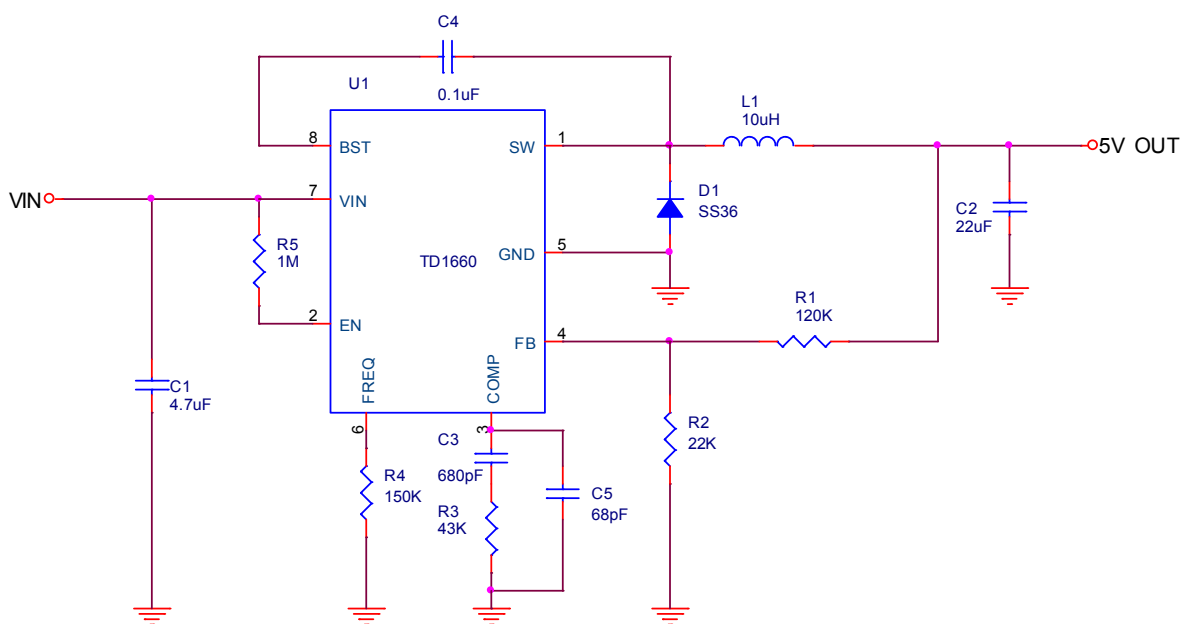 C4
0.1uF
U1
L1
10uH
8
BST
SW
1
5V OUT
VIN
7
VIN
D1
SS36
C2
22uF
R5
1M
TD1660
GND
5
R1
120K
2
EN
FB
4
FREQ
COMP
C1
4.7uF
6
3
R4
150K
C3
680pF
R3
43K
C5
68pF
R2
22K